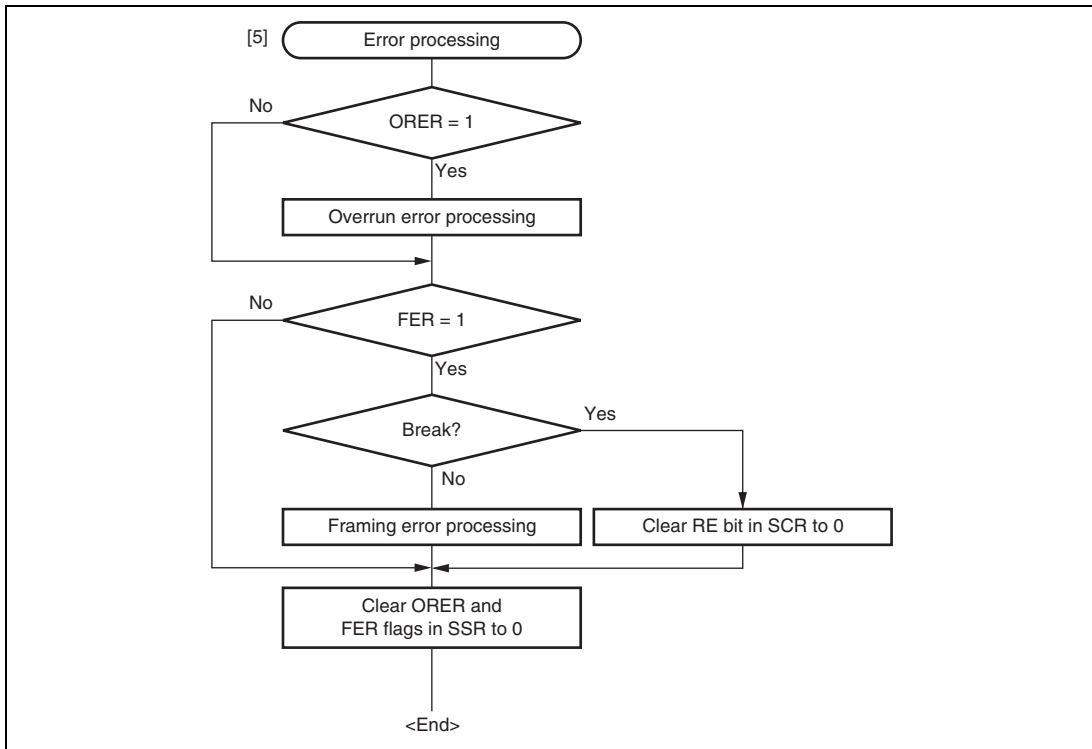 [5]
Error processing
No
ORER = 1
Yes
Overrun error processing
No
FER = 1
Yes
Break?
Yes
No
Framing error processing
Clear RE bit in SCR to 0
Clear ORER and
FER flags in SSR to 0
<End>